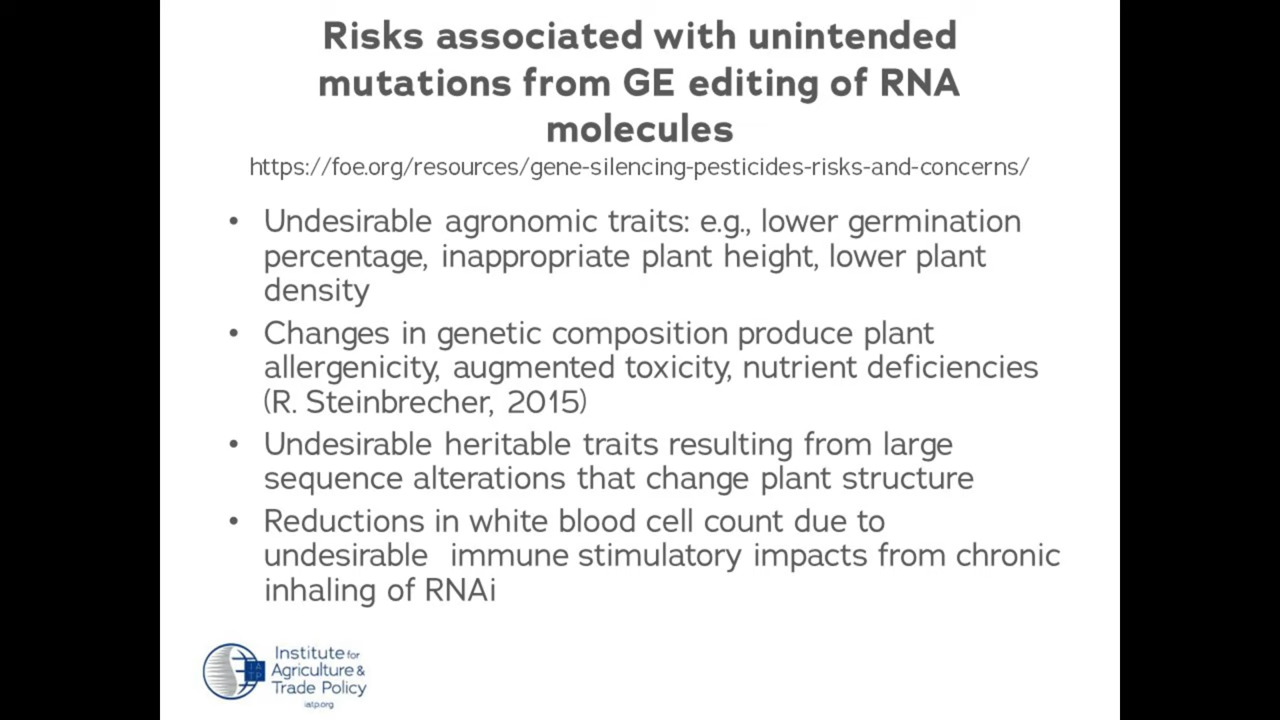 Risks associated with unintended
mutations from GE editing of RNA
molecules
https://foe.org/resources/gene-silencing-pesticides-risks-and-concerns/
• Undesirable agronomic traits: e.g., lower germination
percentage, inappropriate plant height, lower plant
density
• Changes in genetic composition produce plant
allergenicity, augmented toxicity, nutrient deficiencies
(R. Steinbrecher, 2015)
• Undesirable heritable traits resulting from large
sequence alterations that change plant structure
• Reductions in white blood cell count due to
undesirable  immune stimulatory impacts from chronic
inhaling of RNAi
IA
TP
Institute for
Agriculture &
Trade Policy
iatp.org